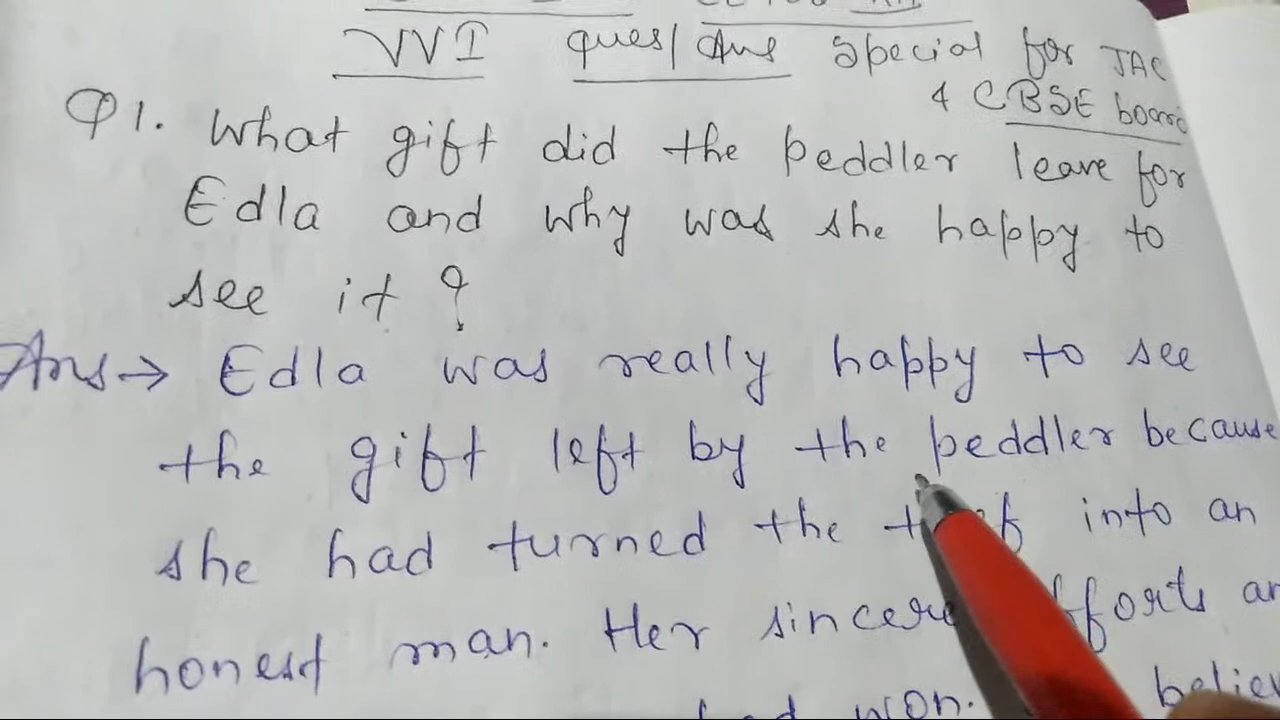 VVI ques/Ans special for JAC
& CBSE board
Q1. What gift did the peddler leave for
Edla and why was she happy to
see it?
Ans→ Edla was really happy to see
the gift left by the peddler because
she had turned the into an
honest man. Her sincere
won.